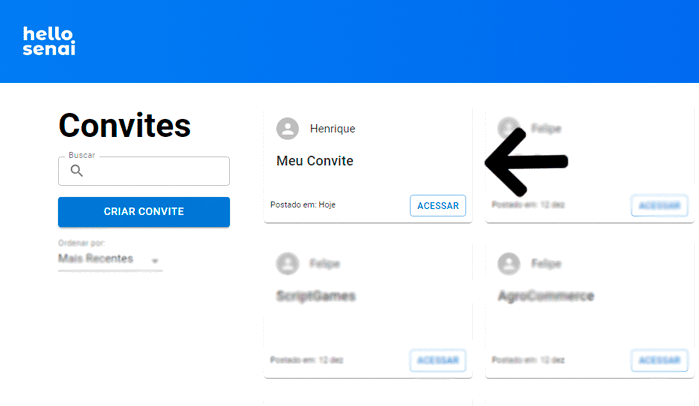 hello
senai
Convites
Buscar
CRIAR CONVITE
Ordenar por:
Mais Recentes
Henrique
Meu Convite
Postado em: Hoje
ACESSAR
Felipe
Postado em: 12 dez
ACESSAR
Felipe
ScriptGames
Postado em: 12 dez
ACESSAR
Felipe
AgroCommerce
Postado em: 12 dez
ACESSAR